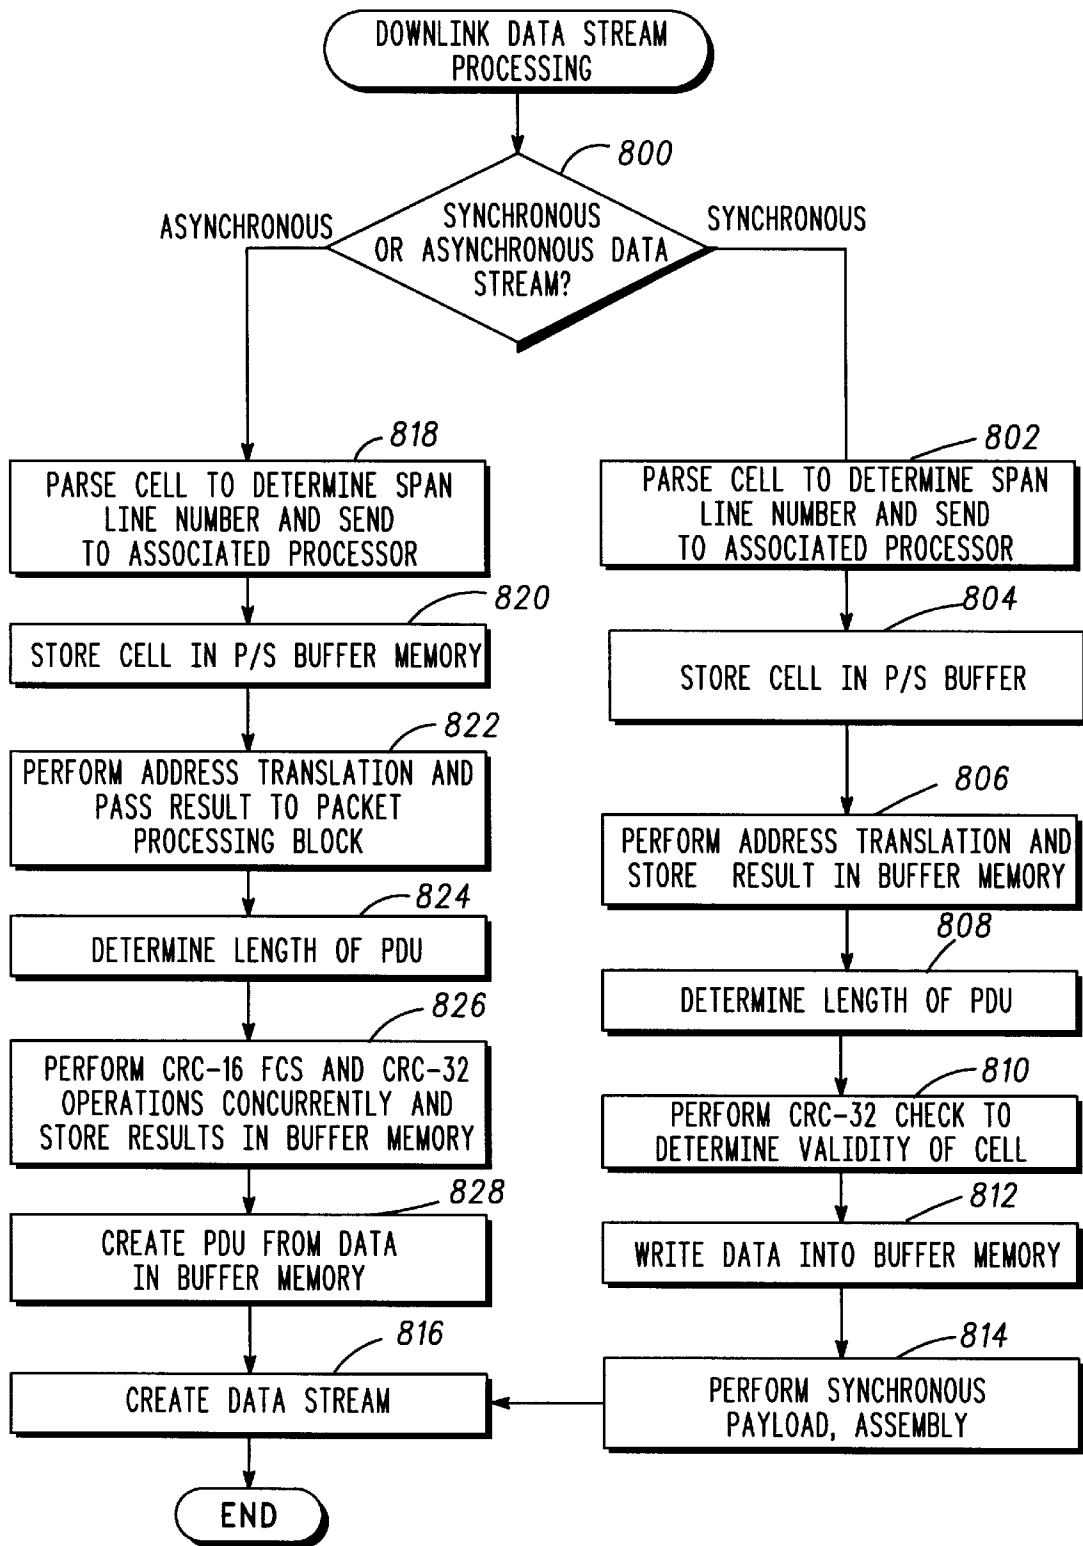 DOWNLINK DATA STREAM
PROCESSING
800
ASYNCHRONOUS
SYNCHRONOUS
OR ASYNCHRONOUS DATA
STREAM?
SYNCHRONOUS
818
PARSE CELL TO DETERMINE SPAN
LINE NUMBER AND SEND
TO ASSOCIATED PROCESSOR
820
STORE CELL IN P/S BUFFER MEMORY
822
PERFORM ADDRESS TRANSLATION AND
PASS RESULT TO PACKET
PROCESSING BLOCK
824
DETERMINE LENGTH OF PDU
826
PERFORM CRC-16 FCS AND CRC-32
OPERATIONS CONCURRENTLY AND
STORE RESULTS IN BUFFER MEMORY
828
CREATE PDU FROM DATA
IN BUFFER MEMORY
802
PARSE CELL TO DETERMINE SPAN
LINE NUMBER AND SEND
TO ASSOCIATED PROCESSOR
804
STORE CELL IN P/S BUFFER
806
PERFORM ADDRESS TRANSLATION AND
STORE RESULT IN BUFFER MEMORY
808
DETERMINE LENGTH OF PDU
810
PERFORM CRC-32 CHECK TO
DETERMINE VALIDITY OF CELL
812
WRITE DATA INTO BUFFER MEMORY
814
PERFORM SYNCHRONOUS
PAYLOAD, ASSEMBLY
816
CREATE DATA STREAM
END